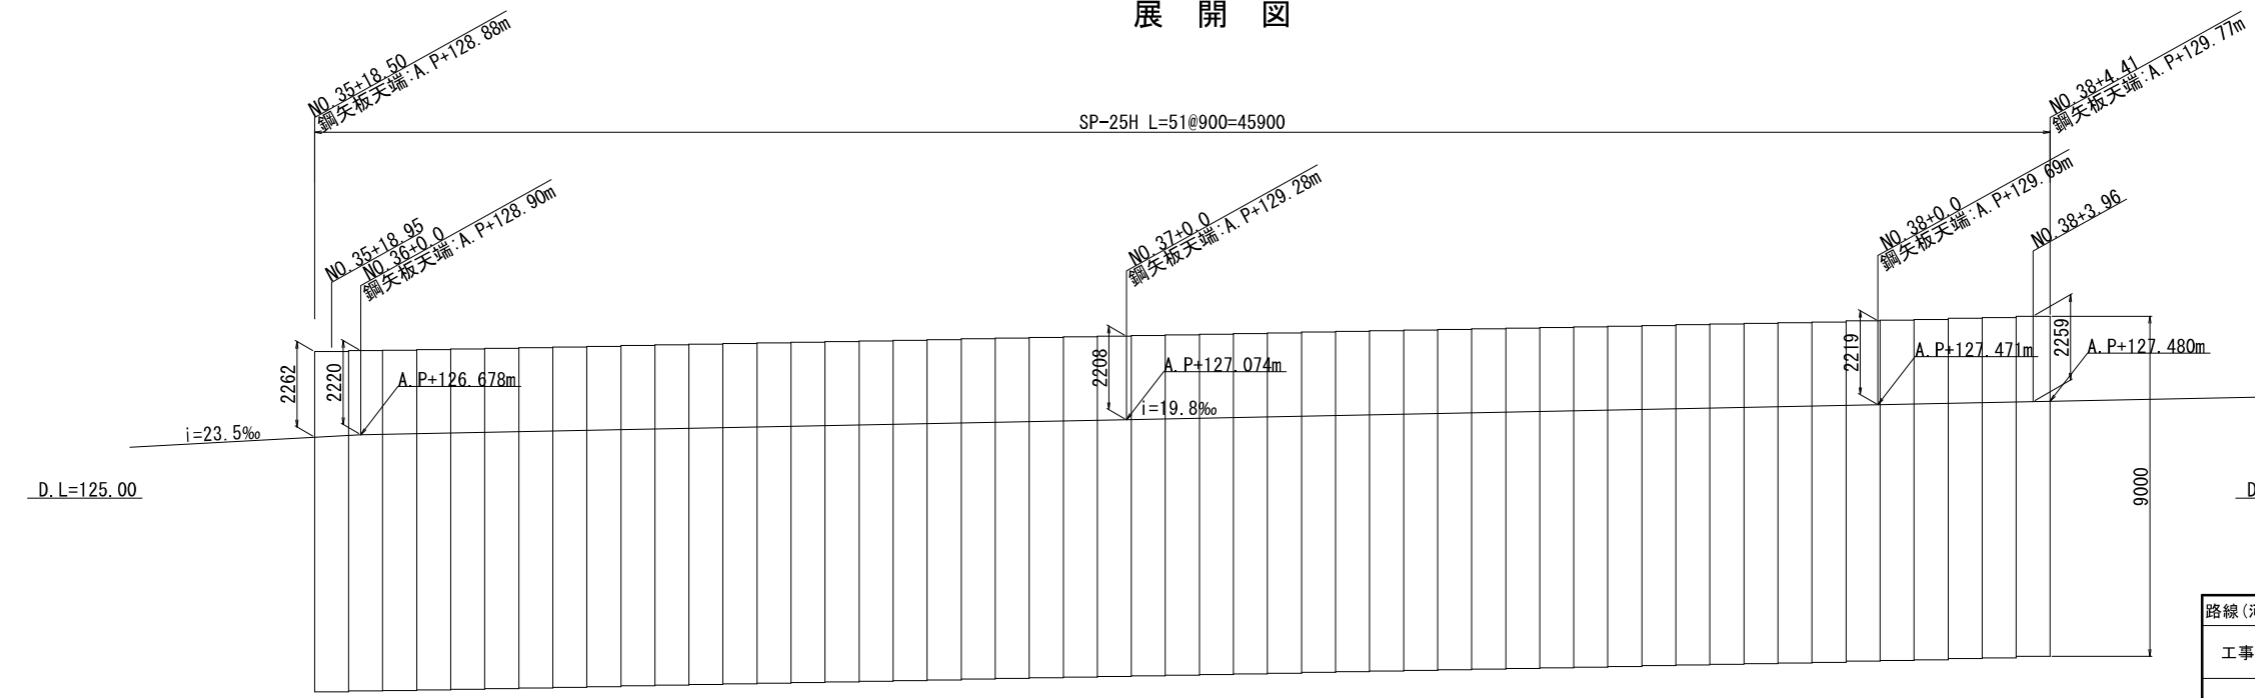 展開図
NO.35+18.50
鋼矢板天端:A.P+128.88m
NO.38+4.41
鋼矢板天端:A.P+129.77m
SP-25H L=51@900=45900
NO.35+18.95
NO.36+0.0
鋼矢板天端:A.P+128.90m
NO.37+0.0
鋼矢板天端:A.P+129.28m
NO.38+0.0
鋼矢板天端:A.P+129.69m
NO.38+3.96
2262
2220
A.P+126.678m
2208
A.P+127.074m
2219
A.P+127.471m
2259
A.P+127.480m
i=23.5‰
i=19.8‰
D.L=125.00
9000
D
路線(
工事